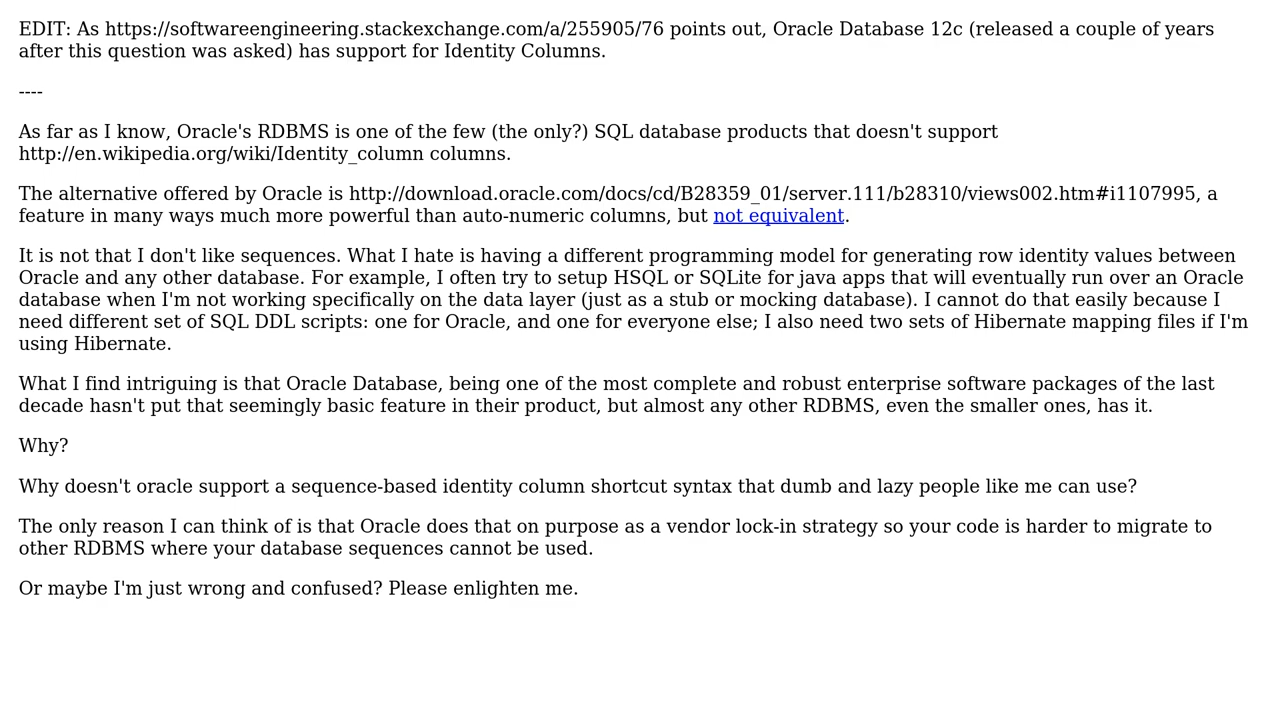 EDIT: As https://softwareengineering.stackexchange.com/a/255905/76 points out, Oracle Database 12c (released a couple of years
after this question was asked) has support for Identity Columns.
----
As far as I know, Oracle's RDBMS is one of the few (the only?) SQL database products that doesn't support
http://en.wikipedia.org/wiki/Identity_column columns.
The alternative offered by Oracle is http://download.oracle.com/docs/cd/B28359_01/server.111/b28310/views002.htm#i1107995, a
feature in many ways much more powerful than auto-numeric columns, but not equivalent.
It is not that I don't like sequences. What I hate is having a different programming model for generating row identity values between
Oracle and any other database. For example, I often try to setup HSQL or SQLite for java apps that will eventually run over an Oracle
database when I'm not working specifically on the data layer (just as a stub or mocking database). I cannot do that easily because I
need different set of SQL DDL scripts: one for Oracle, and one for everyone else; I also need two sets of Hibernate mapping files if I'm
using Hibernate.
What I find intriguing is that Oracle Database, being one of the most complete and robust enterprise software packages of the last
decade hasn't put that seemingly basic feature in their product, but almost any other RDBMS, even the smaller ones, has it.
Why?
Why doesn't oracle support a sequence-based identity column shortcut syntax that dumb and lazy people like me can use?
The only reason I can think of is that Oracle does that on purpose as a vendor lock-in strategy so your code is harder to migrate to
other RDBMS where your database sequences cannot be used.
Or maybe I'm just wrong and confused? Please enlighten me.